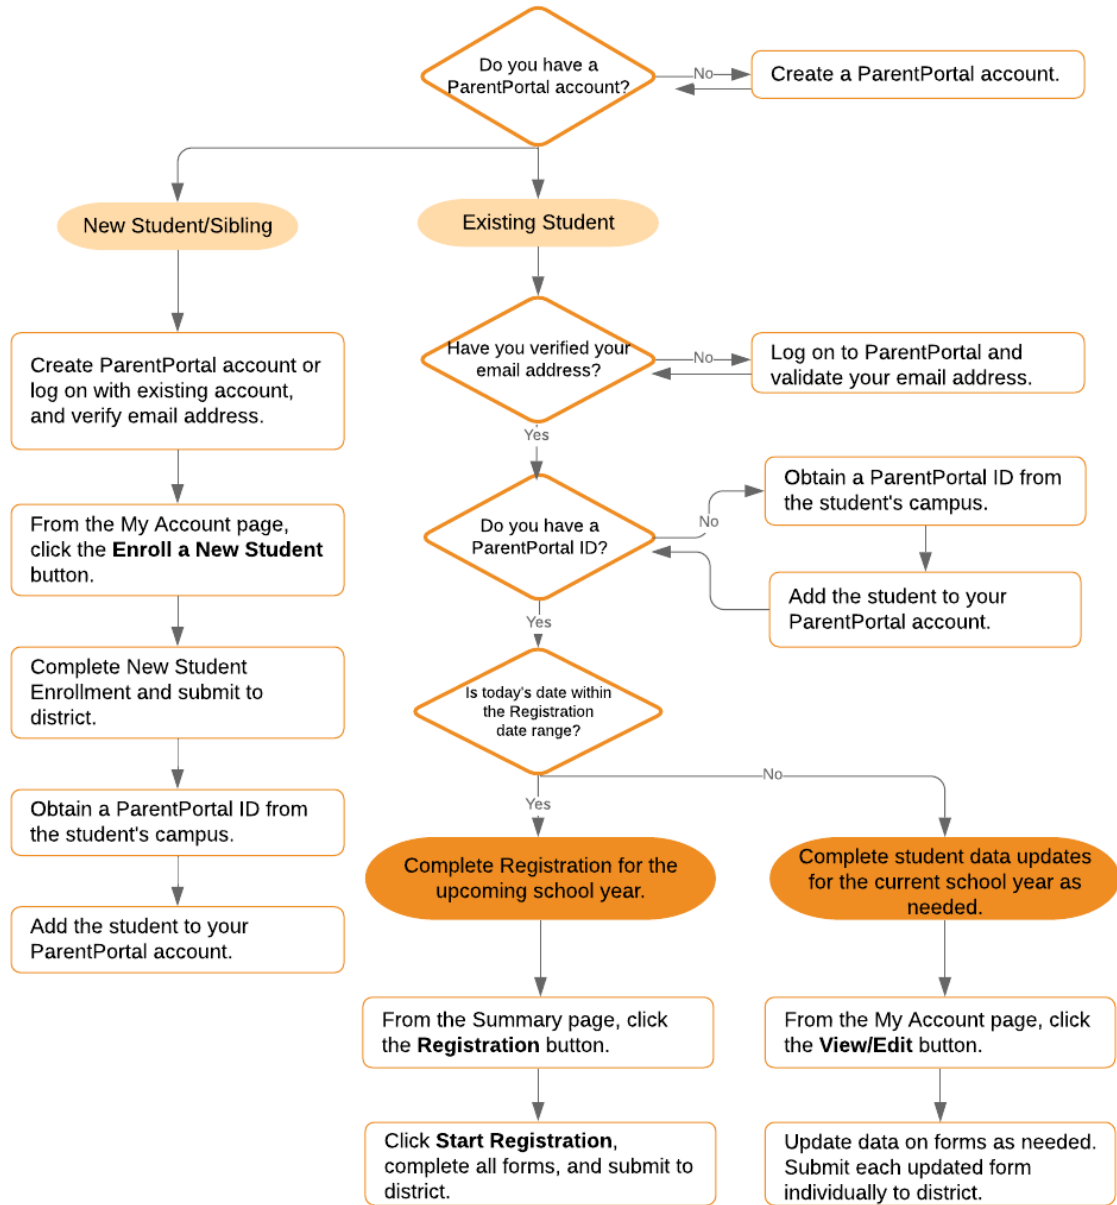 Do you have a
ParentPortal account?
No
Create a ParentPortal account.
New Student/Sibling
Existing Student
Create ParentPortal account or
log on with existing account,
and verify email address.
Have you verified your
email address?
No
Log on to ParentPortal and
validate your email address.
Yes
From the My Account page,
click the Enroll a New Student
button.
Do you have a
ParentPortal ID?
No
Obtain a ParentPortal ID from
the student's campus.
Add the student to your
ParentPortal account.
Yes
Complete New Student
Enrollment and submit to
district.
Is today's date within
the Registration
date range?
No
Yes
Obtain a ParentPortal ID from
the student's campus.
Add the student to your
ParentPortal account.
Complete Registration for the
upcoming school year.
Complete student data updates
for the current school year as
needed.
From the Summary page, click
the Registration button.
From the My Account page, click
the View/Edit button.
Click Start Registration,
complete all forms, and submit to
district.
Update data on forms as needed.
Submit each updated form
individually to district.